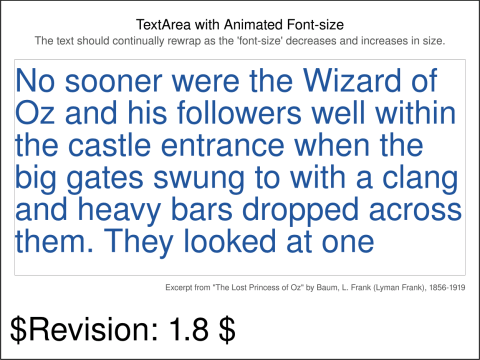 TextArea with Animated Font-size
The text should continually rewrap as the 'font-size' decreases and increases in size.
No sooner were the Wizard of
Oz and his followers well within
the castle entrance when the
big gates swung to with a clang
and heavy bars dropped across
them. They looked at one
Excerpt from "The Lost Princess of Oz" by Baum, L. Frank (Lyman Frank), 1856-1919
$Revision: 1.8 $